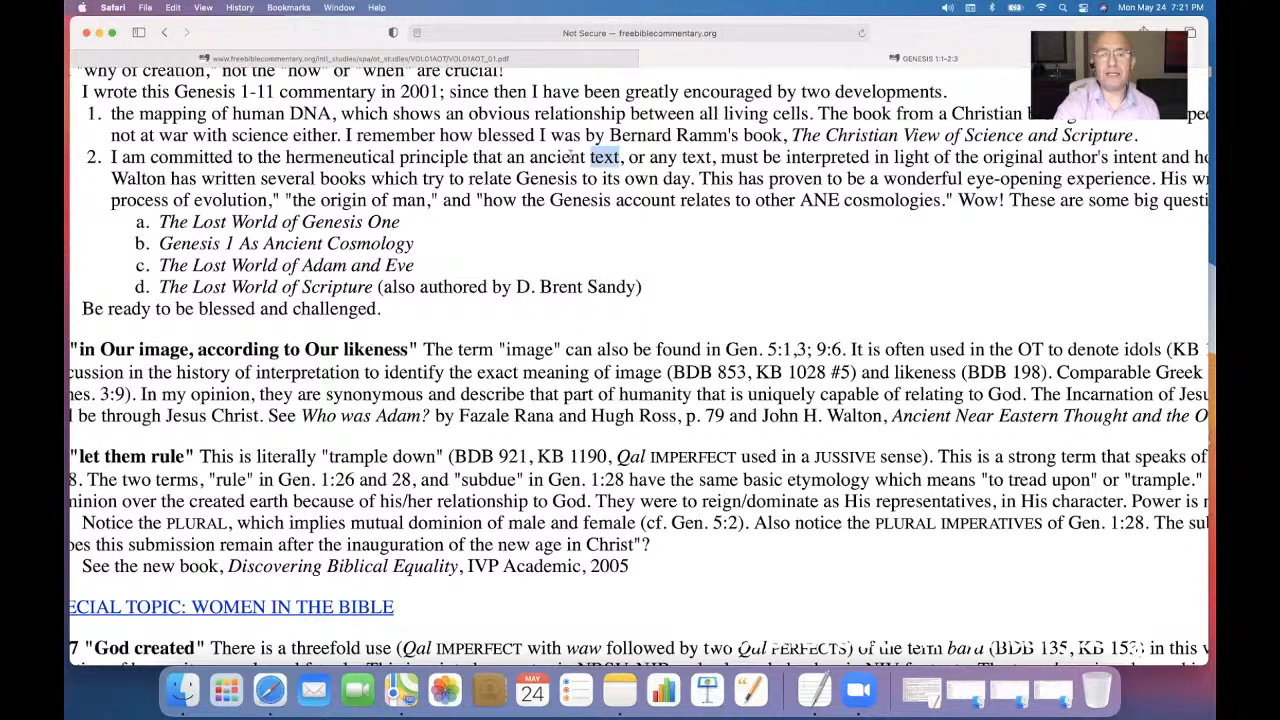 Safari File Edit View History Bookmarks Window Help Mon May 24 7:21 PM
Not Secure — freebiblecommentary.org
www.freebiblecommentary.org/intl_studies/spa/ot_studies/VOL01AOT/VOL01AOT_01.pdf GENESIS 1:1-2:3
"why of creation," not the "how" or "when" are crucial!
I wrote this Genesis 1-11 commentary in 2001; since then I have been greatly encouraged by two developments.
1. the mapping of human DNA, which shows an obvious relationship between all living cells. The book from a Christian
not at war with science either. I remember how blessed I was by Bernard Ramm's book, The Christian View of Science and Scripture.
2. I am committed to the hermeneutical principle that an ancient text, or any text, must be interpreted in light of the original author's intent and
Walton has written several books which try to relate Genesis to its own day. This has proven to be a wonderful eye-opening experience. His
process of evolution," "the origin of man," and "how the Genesis account relates to other ANE cosmologies." Wow! These are some big
a. The Lost World of Genesis One
b. Genesis 1 As Ancient Cosmology
c. The Lost World of Adam and Eve
d. The Lost World of Scripture (also authored by D. Brent Sandy)
Be ready to be blessed and challenged.
"in Our image, according to Our likeness" The term "image" can also be found in Gen. 5:1,3; 9:6. It is often used in the OT to denote idols (KB
cussion in the history of interpretation to identify the exact meaning of image (BDB 853, KB 1028 #5) and likeness (BDB 198). Comparable Greek
nes. 3:9). In my opinion, they are synonymous and describe that part of humanity that is uniquely capable of relating to God. The Incarnation of
l be through Jesus Christ. See Who was Adam? by Fazale Rana and Hugh Ross, p. 79 and John H. Walton, Ancient Near Eastern Thought and the
"let them rule" This is literally "trample down" (BDB 921, KB 1190, Qal IMPERFECT used in a JUSSIVE sense). This is a strong term that speaks of
8. The two terms, "rule" in Gen. 1:26 and 28, and "subdue" in Gen. 1:28 have the same basic etymology which means "to tread upon" or "trample."
minion over the created earth because of his/her relationship to God. They were to reign/dominate as His representatives, in His character. Power is
Notice the PLURAL, which implies mutual dominion of male and female (cf. Gen. 5:2). Also notice the PLURAL IMPERATIVES of Gen. 1:28. The
es this submission remain after the inauguration of the new age in Christ"?
See the new book, Discovering Biblical Equality, IVP Academic, 2005
ECIAL TOPIC: WOMEN IN THE BIBLE
7 "God created" There is a threefold use (Qal IMPERFECT with waw followed by two Qal PERFECTS) of the term bara (BDB 135, KB 153) in this
MAY
24